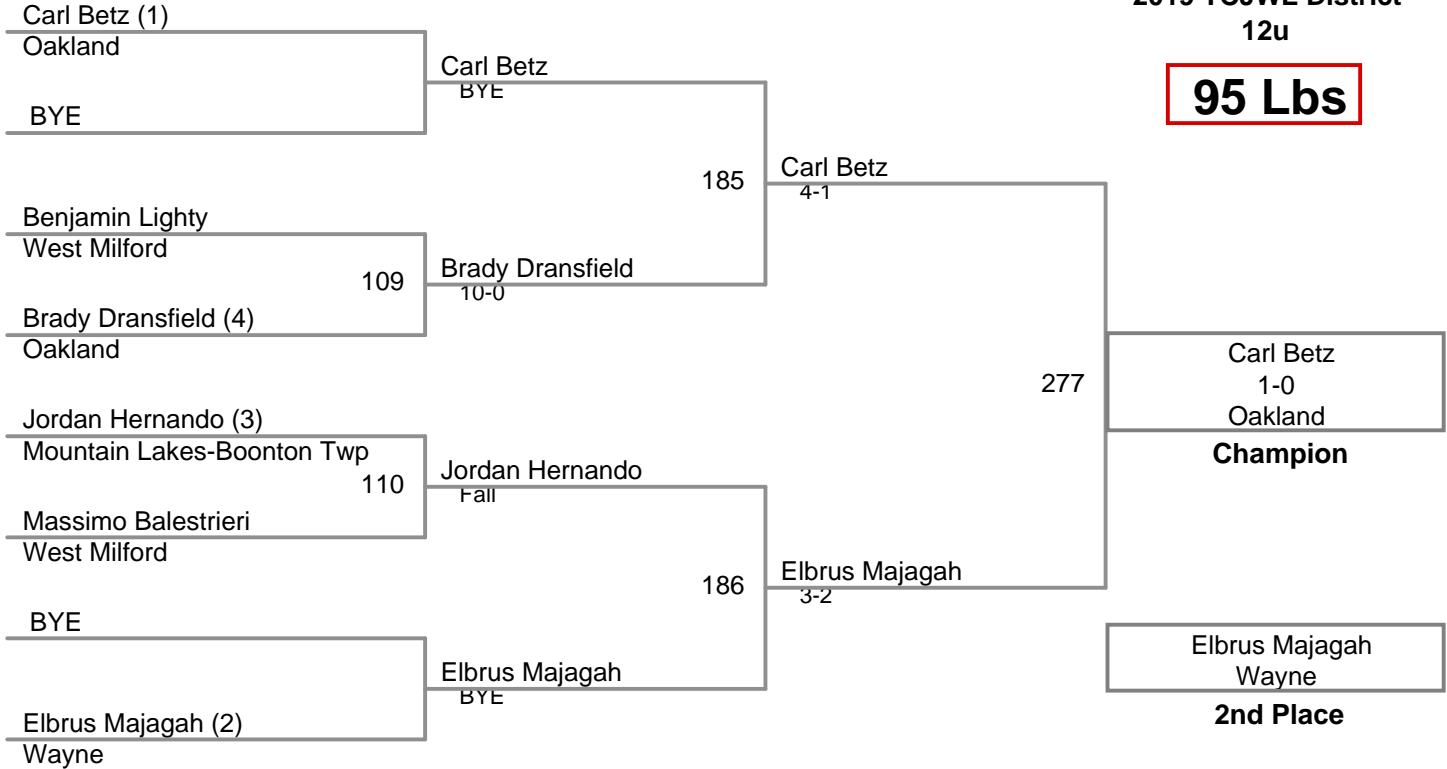 2019 TCJWL District
12u
95 Lbs
Carl Betz (1)
Oakland
BYE
Benjamin Lighty
West Milford
109
Brady Dransfield (4)
Oakland
Jordan Hernando (3)
Mountain Lakes-Boonton Twp
110
Massimo Balestrieri
West Milford
BYE
Elbrus Majagah (2)
Wayne
Carl Betz
BYE
185
Brady Dransfield
10-0
Jordan Hernando
Fall
186
Elbrus Majagah
BYE
Carl Betz
4-1
277
Elbrus Majagah
3-2
Carl Betz
1-0
Oakland
Champion
Elbrus Majagah
Wayne
2nd Place